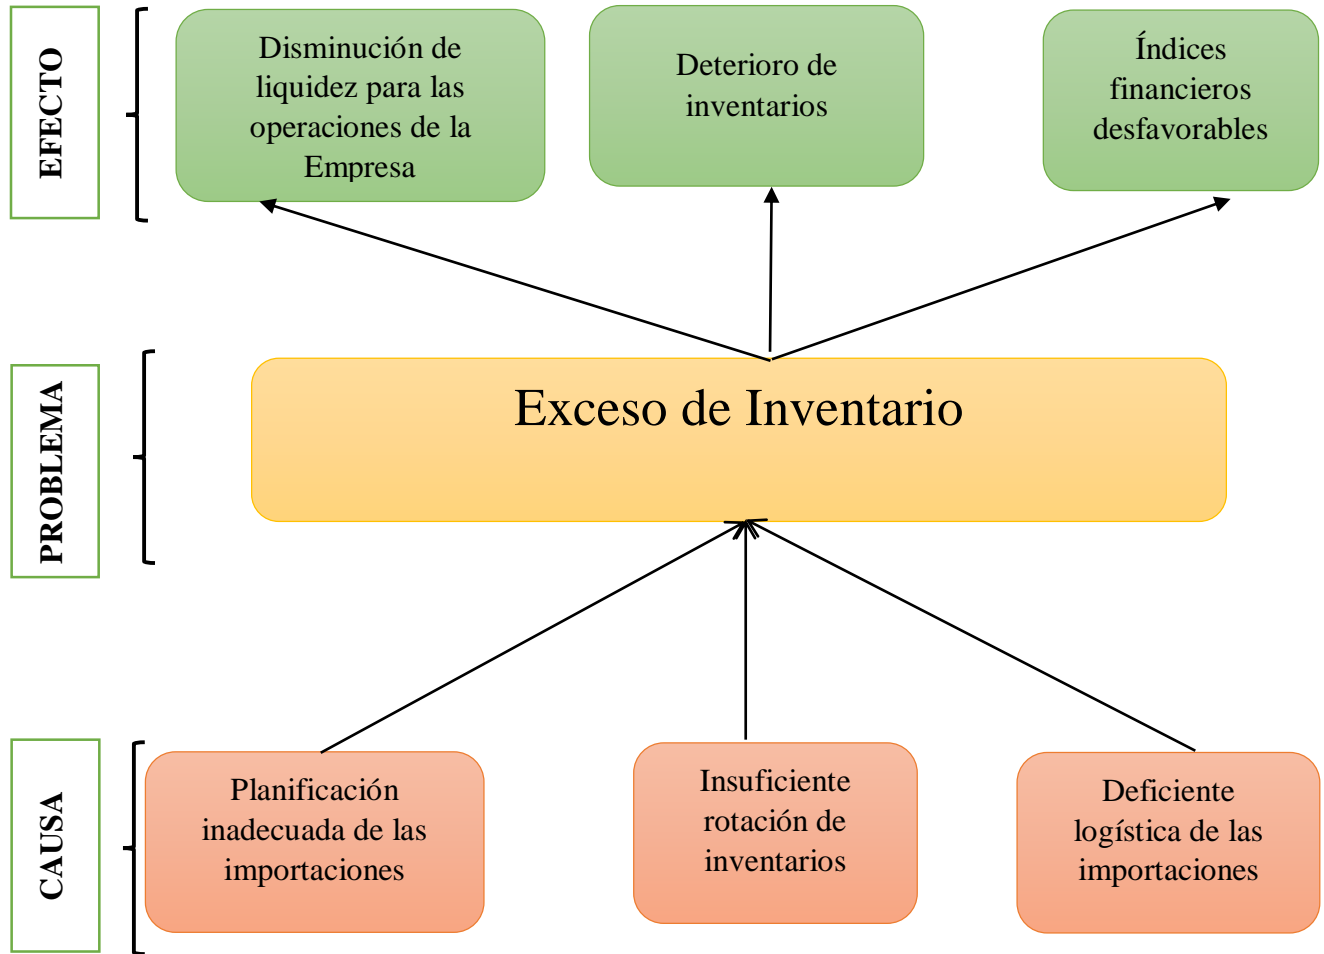 EFECTO
Disminución de
liquidez para las
operaciones de la
Empresa
Deterioro de
inventarios
Índices
financieros
desfavorables
PROBLEMA
Exceso de Inventario
CAUSA
Planificación
inadecuada de las
importaciones
Insuficiente
rotación de
inventarios
Deficiente
logística de las
importaciones